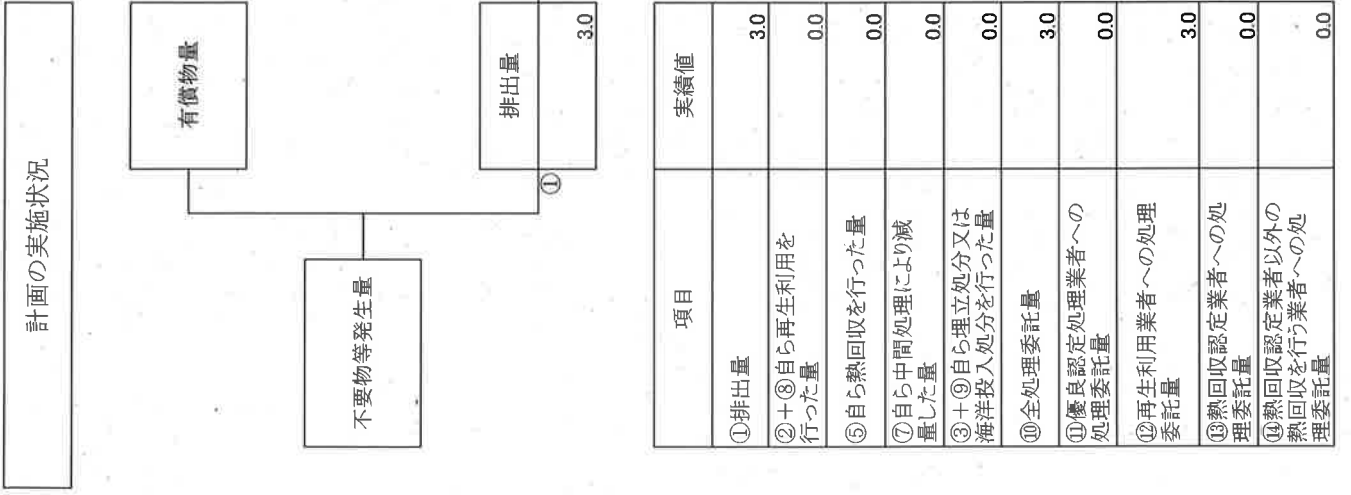 計画の実施状況
有償物量
不要物等発生量
①
排出量
3.0
項目 実績値
①排出量 3.0
②＋⑧自ら再生利用を
行った量 0.0
⑤自ら熱回収を行った量 0.0
⑦自ら中間処理により減
量した量 0.0
③＋⑨自ら埋立処分又は
海洋投入処分を行った量 0.0
⑩全処理委託量 3.0
⑪優良認定処理業者への
処理委託量 0.0
⑫再生利用業者への処理
委託量 3.0
⑬熱回収認定業者への処
理委託量 0.0
⑭熱回収認定業者以外の
熱回収を行う業者への処
理委託量 0.0